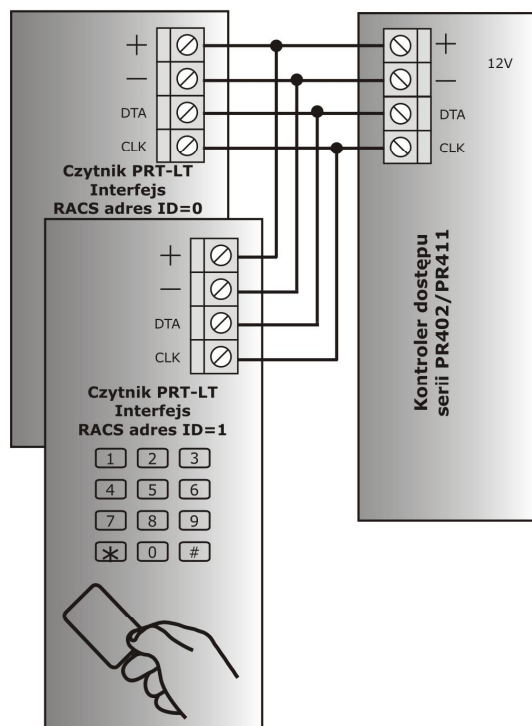 +
—
DTA
CLK
Czytnik PRT-LT
Interfejs
RACS adres ID=0
+
—
DTA
CLK
12V
Kontroler dostępu
serii PR402/PR411
+
—
DTA
CLK
Czytnik PRT-LT
Interfejs
RACS adres ID=1
1 2 3
4 5 6
7 8 9
* 0 #